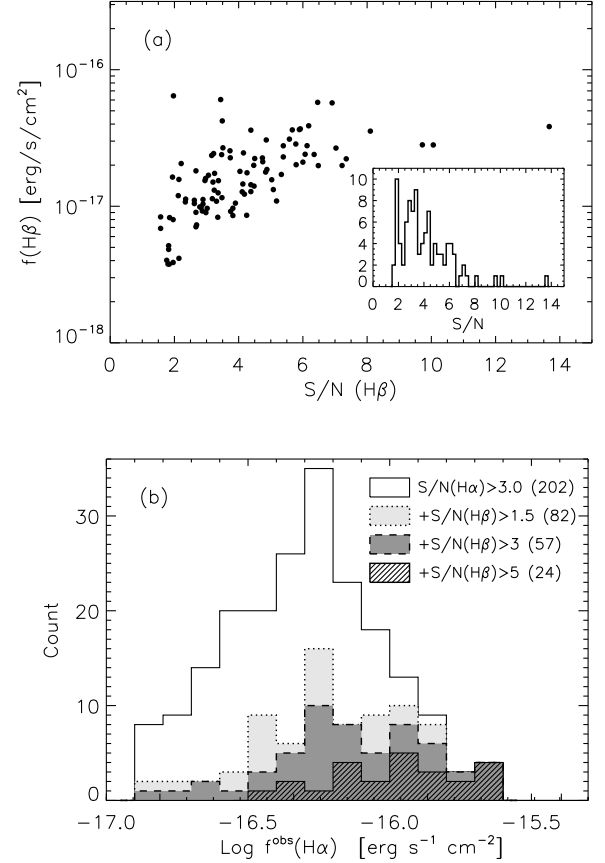 (a)
f(Hβ) [erg/s/cm²]
10⁻¹⁶
10⁻¹⁷
10⁻¹⁸
0 2 4 6 8 10 12 14
S/N (Hβ)
10
8
6
4
2
0
0 2 4 6 8 10 12 14
S/N
(b)
Count
30
20
10
0
S/N(Hα)>3.0 (202)
+S/N(Hβ)>1.5 (82)
+S/N(Hβ)>3 (57)
+S/N(Hβ)>5 (24)
−17.0 −16.5 −16.0 −15.5
Log fᵒᵇˢ(Hα) [erg s⁻¹ cm⁻²]